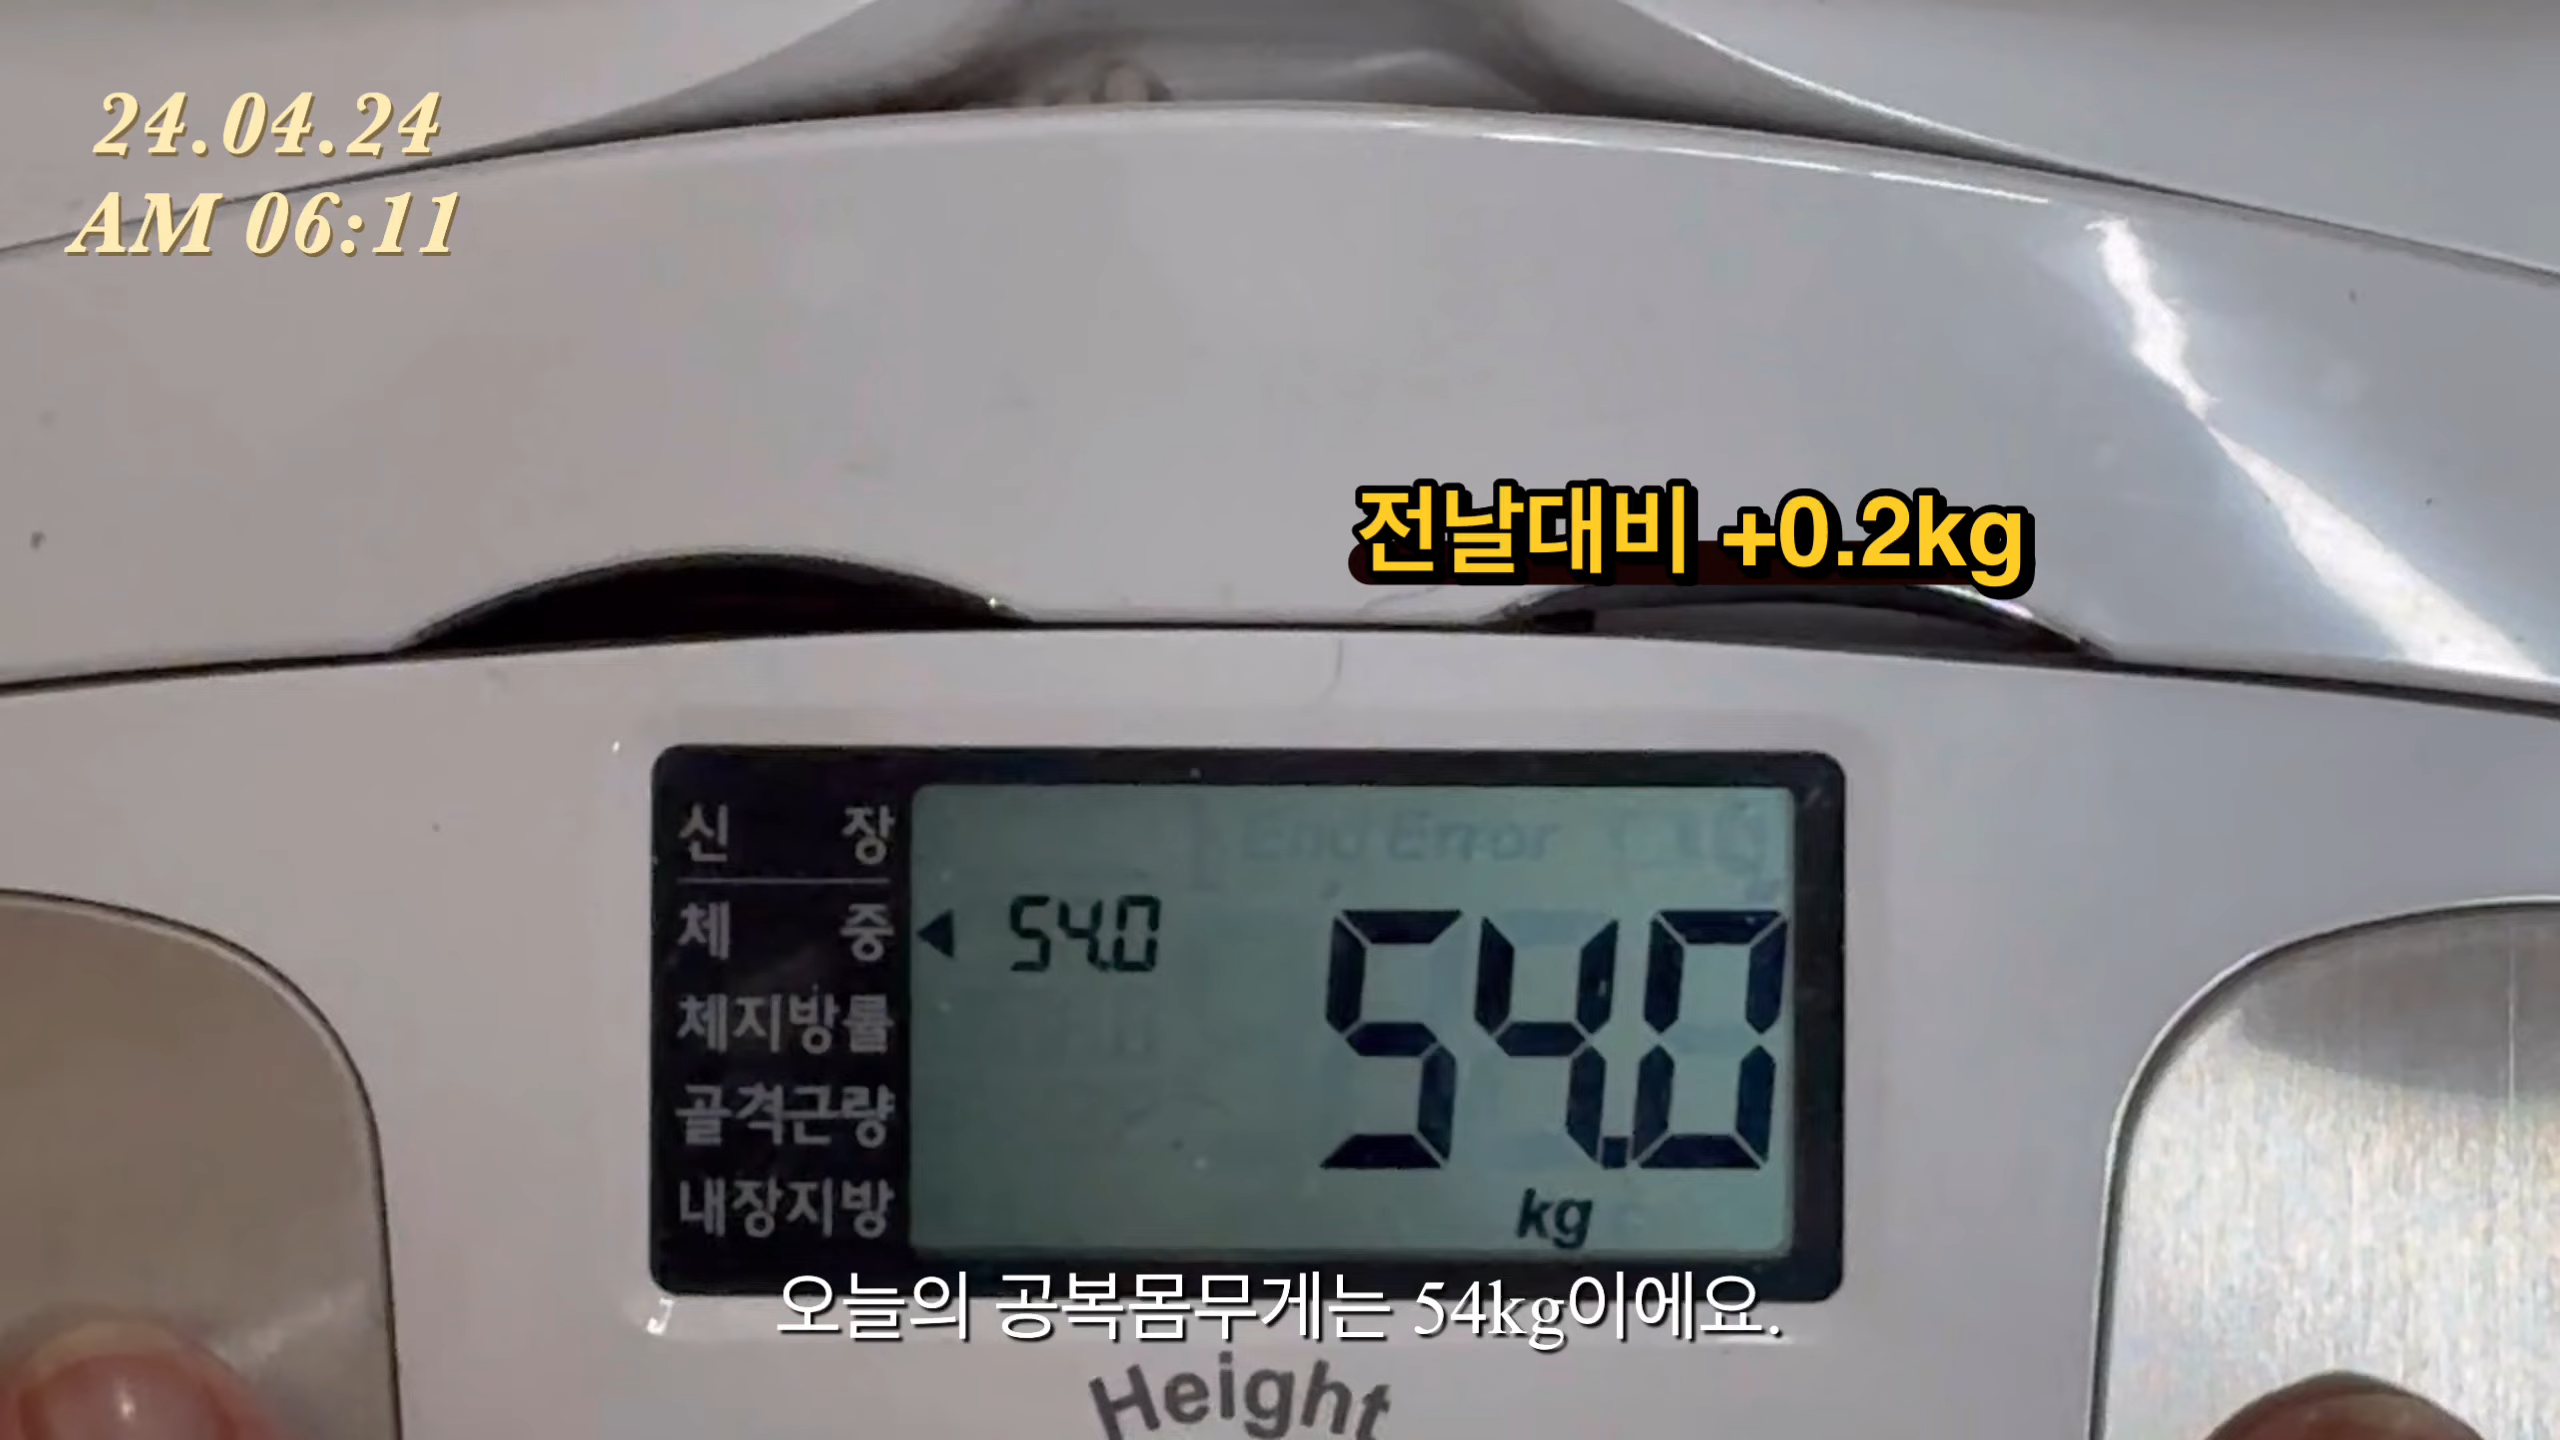 24.04.24
AM 06:11
전날대비 +0.2kg
End Error
신장
체중
54.0
54.0
체지방률
골격근량
내장지방
kg
오늘의 공복몸무게는 54kg이에요.
Height